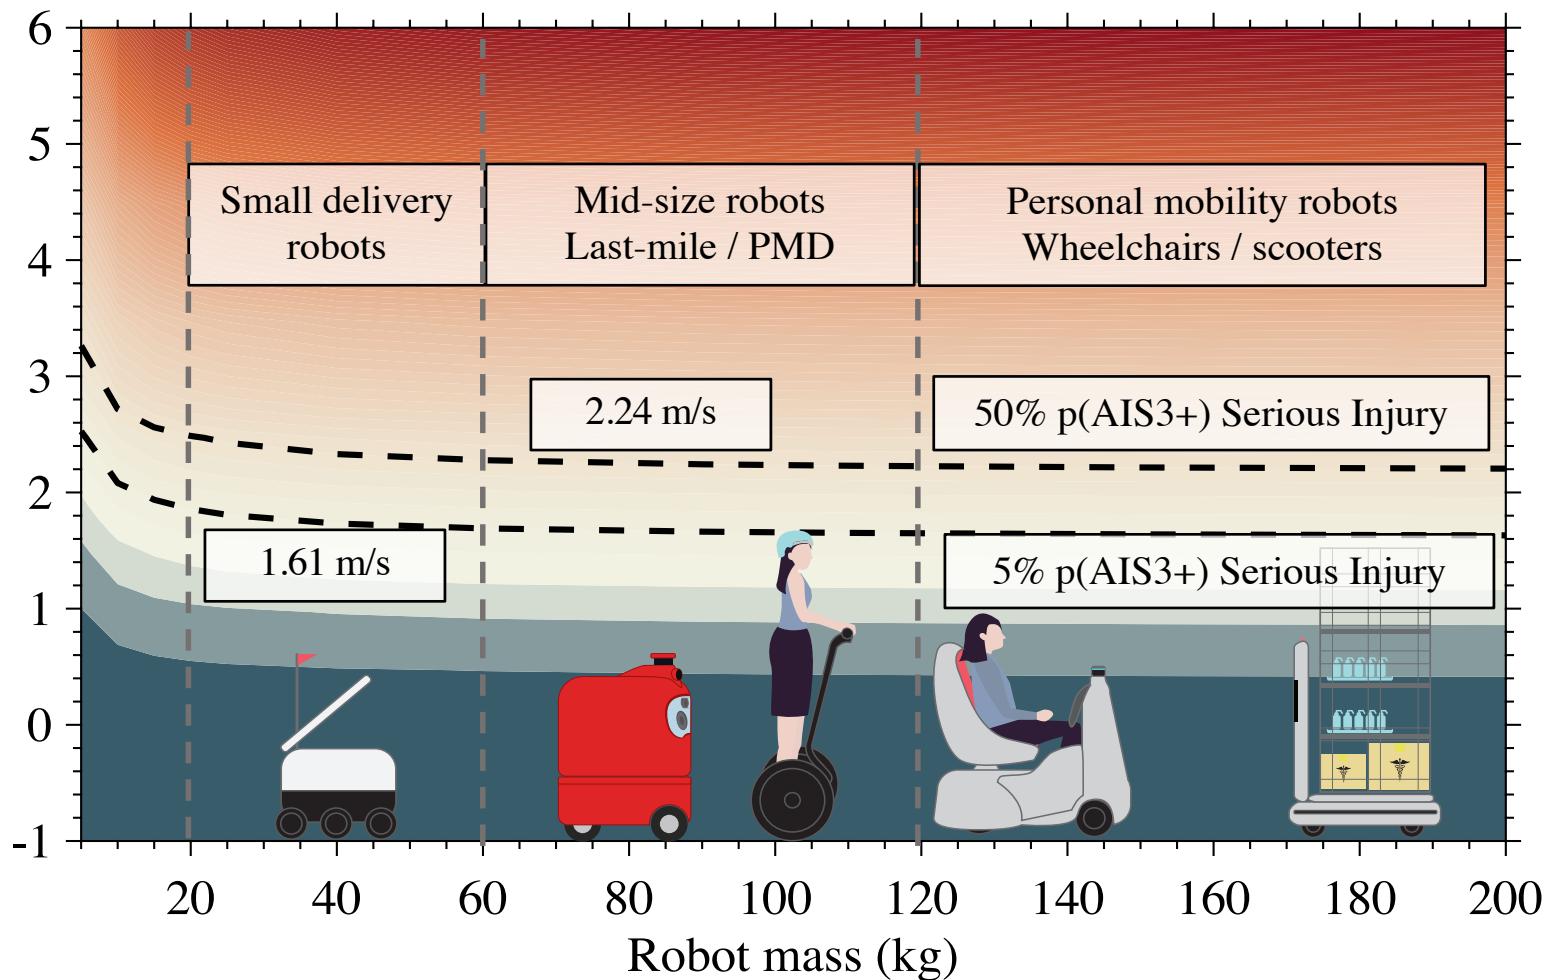 6
5
4
3
2
1
0
-1
Small delivery
robots
Mid-size robots
Last-mile / PMD
Personal mobility robots
Wheelchairs / scooters
2.24 m/s
50% p(AIS3+) Serious Injury
1.61 m/s
5% p(AIS3+) Serious Injury
20 40 60 80 100 120 140 160 180 200
Robot mass (kg)